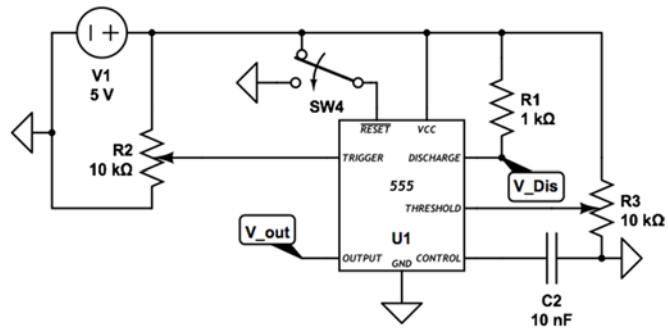 V1
5 V
SW4
R1
1 kΩ
RESET
VCC
R2
10 kΩ
TRIGGER
DISCHARGE
V_Dis
555
THRESHOLD
R3
10 kΩ
V_out
U1
OUTPUT
GND
CONTROL
C2
10 nF